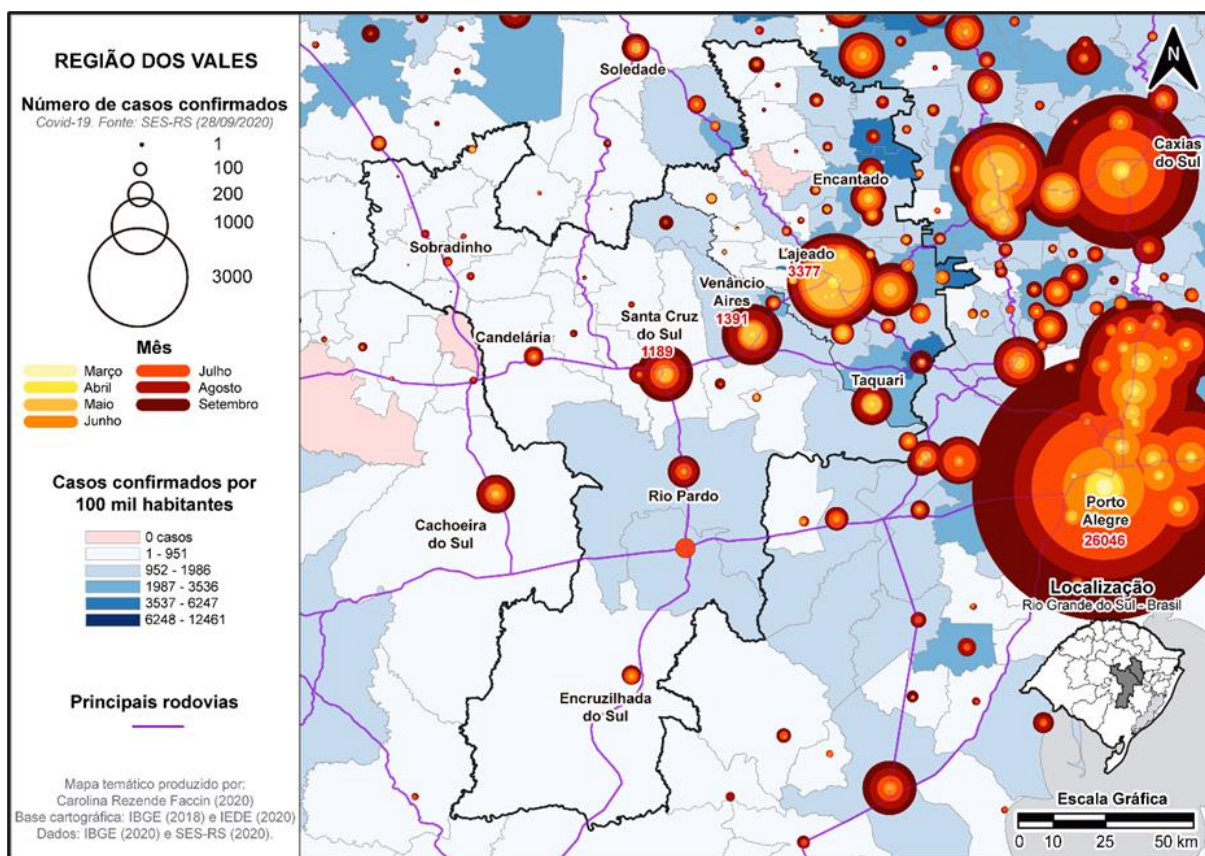 REGIÃO DOS VALES
Número de casos confirmados
Covid-19. Fonte: SES-RS (28/09/2020)
1
100
200
1000
3000
Mês
Março
Abril
Maio
Junho
Julho
Agosto
Setembro
Casos confirmados por
100 mil habitantes
0 casos
1 - 951
952 - 1986
1987 - 3536
3537 - 6247
6248 - 12461
Principais rodovias
Mapa temático produzido por:
Carolina Rezende Faccin (2020)
Base cartográfica: IBGE (2018) e IEDE (2020)
Dados: IBGE (2020) e SES-RS (2020).
N
Soledade
Caxias
do Sul
Encantado
Sobradinho
Lajeado
3377
Venâncio
Aires
1391
Santa Cruz
do Sul
1189
Candelária
Taquari
Rio Pardo
Cachoeira
do Sul
Porto
Alegre
26046
Encruzilhada
do Sul
Localização
Rio Grande do Sul - Brasil
Escala Gráfica
0 10 25 50 km